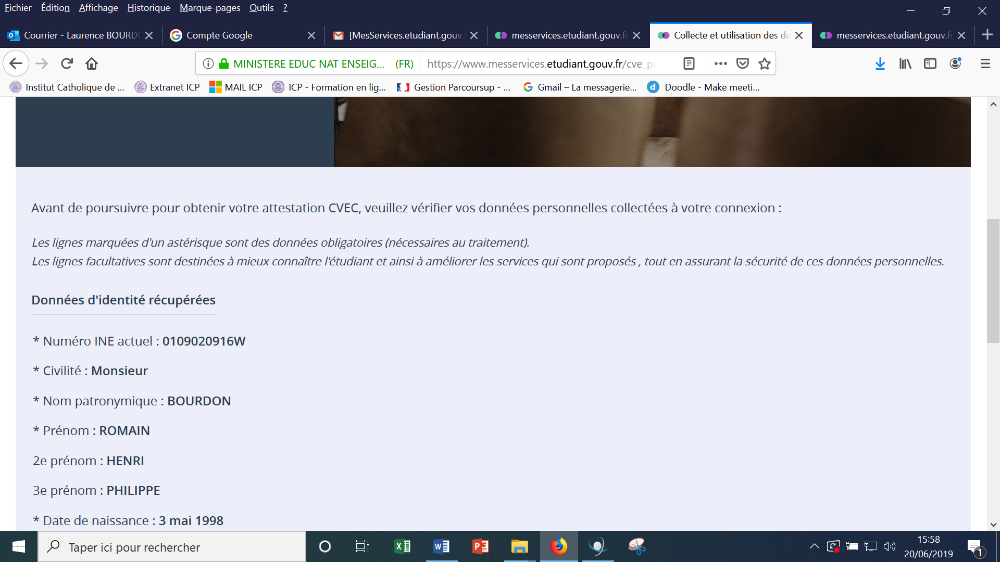 Fichier Édition Affichage Historique Marque-pages Outils ?
Courrier - Laurence BOURD
Compte Google
[MesServices.etudiant.gouv.
messervices.etudiant.gouv.fr
Collecte et utilisation des do
messervices.etudiant.gouv.fr
MINISTERE EDUC NAT ENSEIG... (FR)
https://www.messervices.etudiant.gouv.fr/cve_p
Institut Catholique de ... Extranet ICP MAIL ICP ICP - Formation en lig... Gestion Parcoursup - ... Gmail – La messagerie... Doodle - Make meeti...
Avant de poursuivre pour obtenir votre attestation CVEC, veuillez vérifier vos données personnelles collectées à votre connexion :
Les lignes marquées d'un astérisque sont des données obligatoires (nécessaires au traitement).
Les lignes facultatives sont destinées à mieux connaître l'étudiant et ainsi à améliorer les services qui sont proposés , tout en assurant la sécurité de ces données personnelles.
Données d'identité récupérées
* Numéro INE actuel : 0109020916W
* Civilité : Monsieur
* Nom patronymique : BOURDON
* Prénom : ROMAIN
2e prénom : HENRI
3e prénom : PHILIPPE
* Date de naissance : 3 mai 1998
Taper ici pour rechercher
15:58
20/06/2019
1